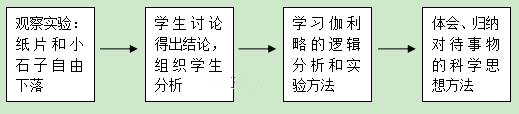 观察实验：
纸片和小
石子自由
下落
学生讨论
得出结论，
组织学生
分析
学习伽利
略的逻辑
分析和实
验方法
体会、归纳
对待事物
的科学思
想方法